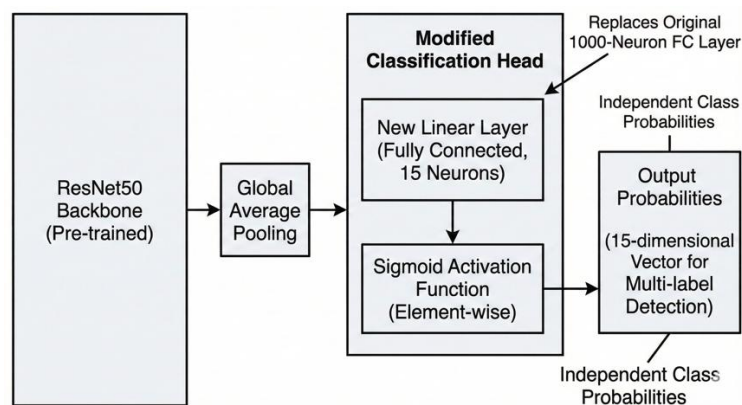 ResNet50
Backbone
(Pre-trained)
Global
Average
Pooling
Modified
Classification Head
New Linear Layer
(Fully Connected,
15 Neurons)
Sigmoid Activation
Function
(Element-wise)
Replaces Original
1000-Neuron FC Layer
Independent Class
Probabilities
Output
Probabilities
(15-dimensional
Vector for
Multi-label
Detection)
Independent Class
Probabilities